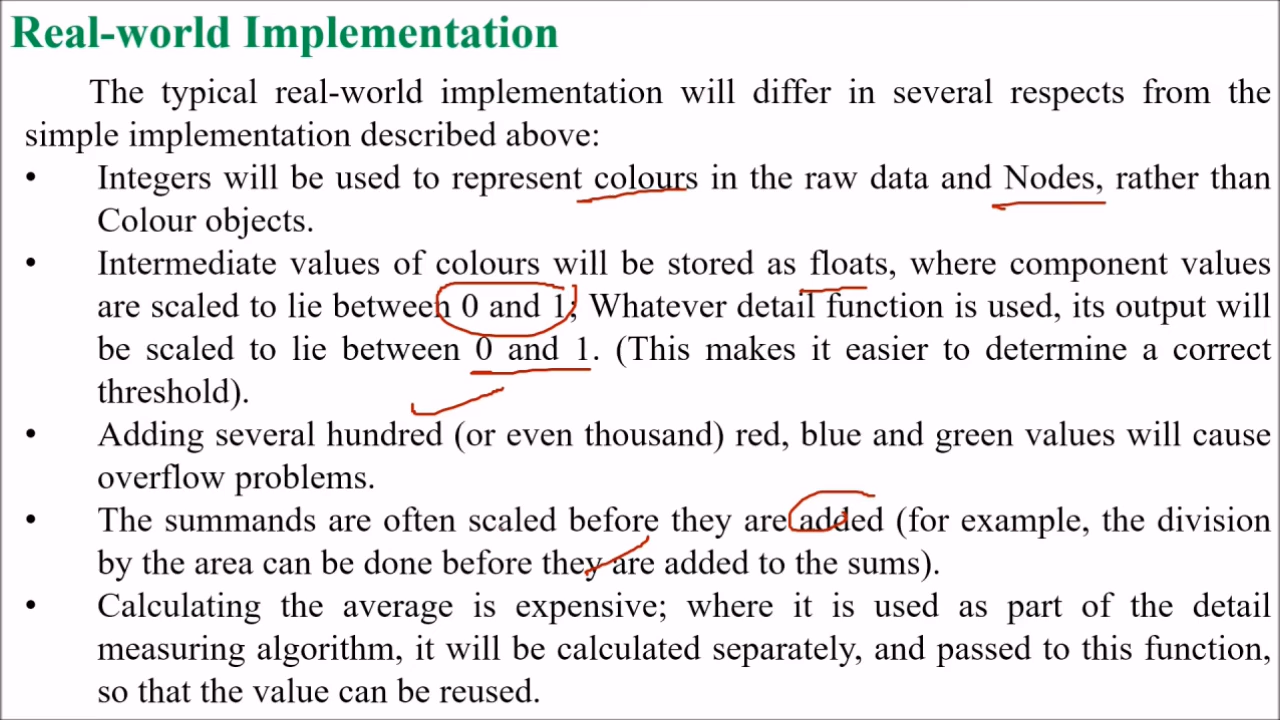 Real-world Implementation
The typical real-world implementation will differ in several respects from the
simple implementation described above:
• Integers will be used to represent colours in the raw data and Nodes, rather than
Colour objects.
• Intermediate values of colours will be stored as floats, where component values
are scaled to lie between 0 and 1; Whatever detail function is used, its output will
be scaled to lie between 0 and 1. (This makes it easier to determine a correct
threshold).
• Adding several hundred (or even thousand) red, blue and green values will cause
overflow problems.
• The summands are often scaled before they are added (for example, the division
by the area can be done before they are added to the sums).
• Calculating the average is expensive; where it is used as part of the detail
measuring algorithm, it will be calculated separately, and passed to this function,
so that the value can be reused.